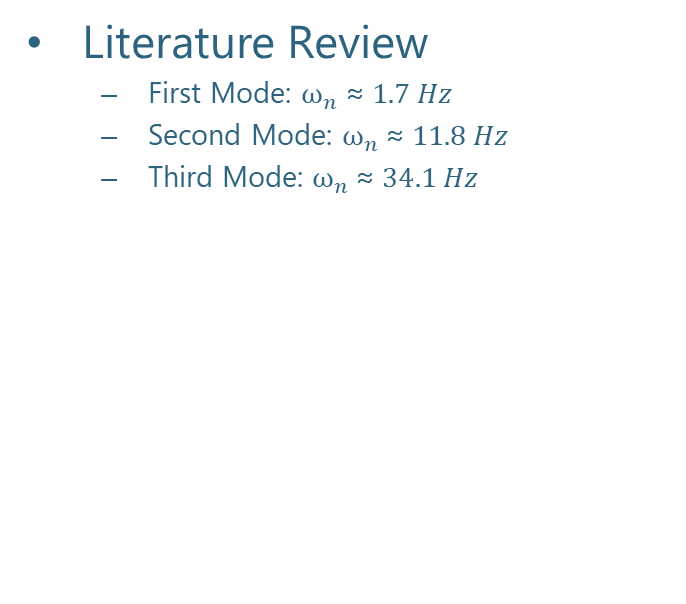 • Literature Review
– First Mode: ωₙ ≈ 1.7 Hz
– Second Mode: ωₙ ≈ 11.8 Hz
– Third Mode: ωₙ ≈ 34.1 Hz